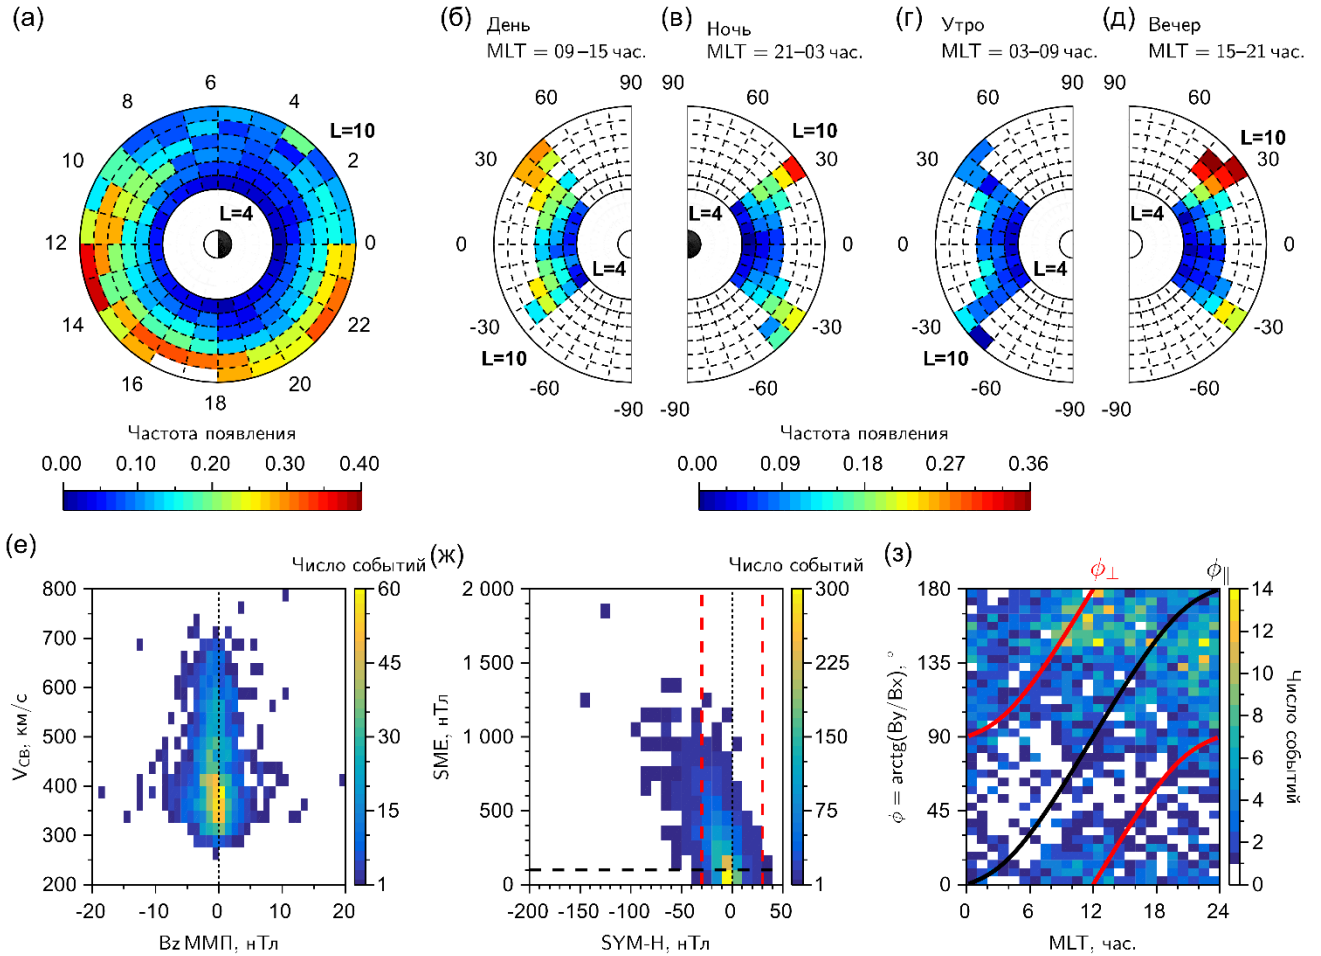 (а)
6
8
4
L=10
10
2
12
L=4
0
14
22
16
20
18
Частота появления
0.00 0.10 0.20 0.30 0.40
(б) День
MLT = 09–15 час.
90
60
30
0
L=4
-30
L=10
-60
-90
(в) Ночь
MLT = 21–03 час.
90
60
L=10
30
L=4
0
-30
-60
-90
(г) Утро
MLT = 03–09 час.
90
60
30
0
L=4
-30
L=10
-60
-90
(д) Вечер
MLT = 15–21 час.
90
60
L=10
30
L=4
0
-30
-60
-90
Частота появления
0.00 0.09 0.18 0.27 0.36
(е)
Число событий
800
700
600
500
400
300
200
VСВ, км/с
-20 -10 0 10 20
Bz ММП, нТл
60
45
30
15
1
(ж)
Число событий
2 000
1 500
1 000
500
0
SME, нТл
-200 -150 -100 -50 0 50
SYM-H, нТл
300
225
150
75
1
(з)
ϕ⊥
ϕ∥
180
135
90
45
0
ϕ = arctg(By/Bx), °
0 6 12 18 24
MLT, час.
14
12
10
8
6
4
2
0
Число событий